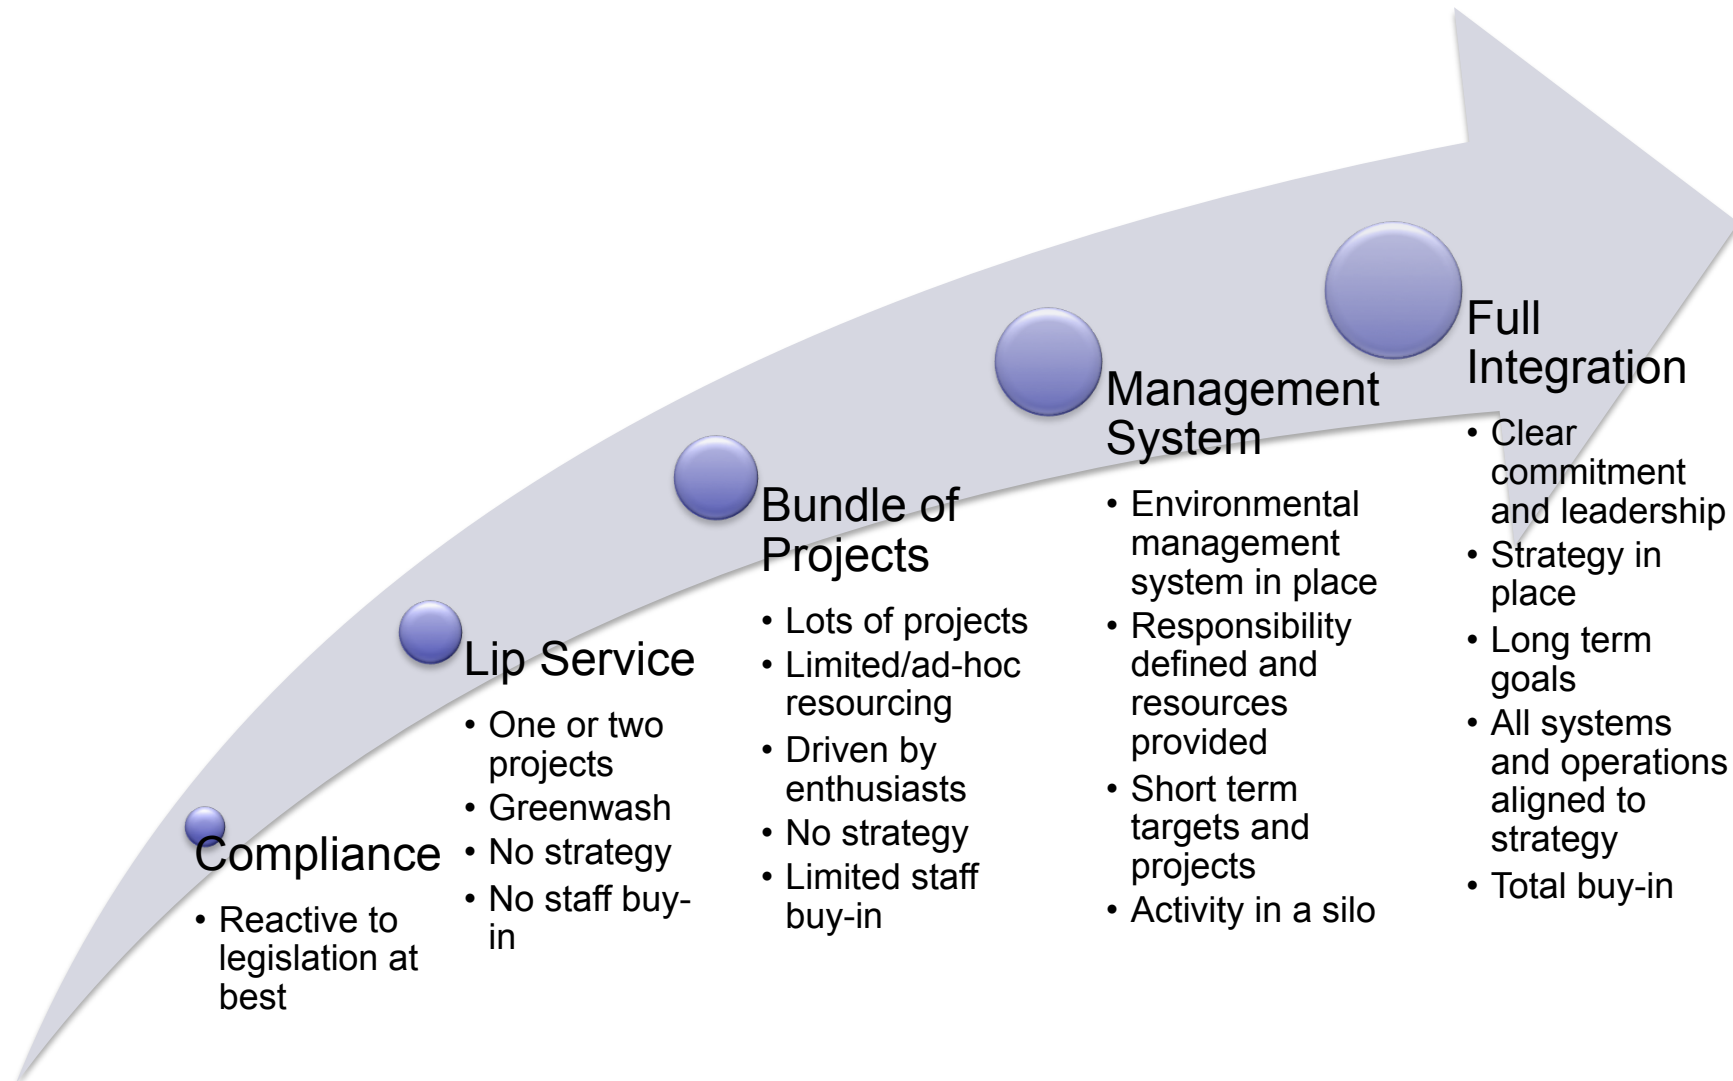 Compliance
• Reactive to
legislation at
best
Lip Service
• One or two
projects
• Greenwash
• No strategy
• No staff buy-
in
Bundle of
Projects
• Lots of projects
• Limited/ad-hoc
resourcing
• Driven by
enthusiasts
• No strategy
• Limited staff
buy-in
Management
System
• Environmental
management
system in place
• Responsibility
defined and
resources
provided
• Short term
targets and
projects
• Activity in a silo
Full
Integration
• Clear
commitment
and leadership
• Strategy in
place
• Long term
goals
• All systems
and operations
aligned to
strategy
• Total buy-in